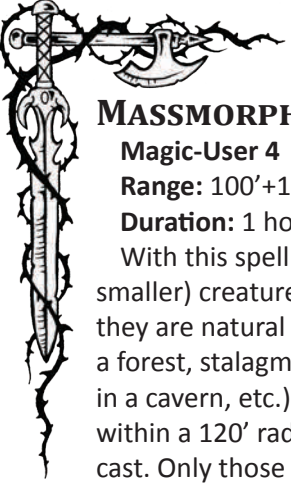 MASSMORPH
Magic-User 4
Range: 100'+1
Duration: 1 ho
With this spell
smaller) creature
they are natural
a forest, stalagm
in a cavern, etc.)
within a 120' rad
cast. Only those